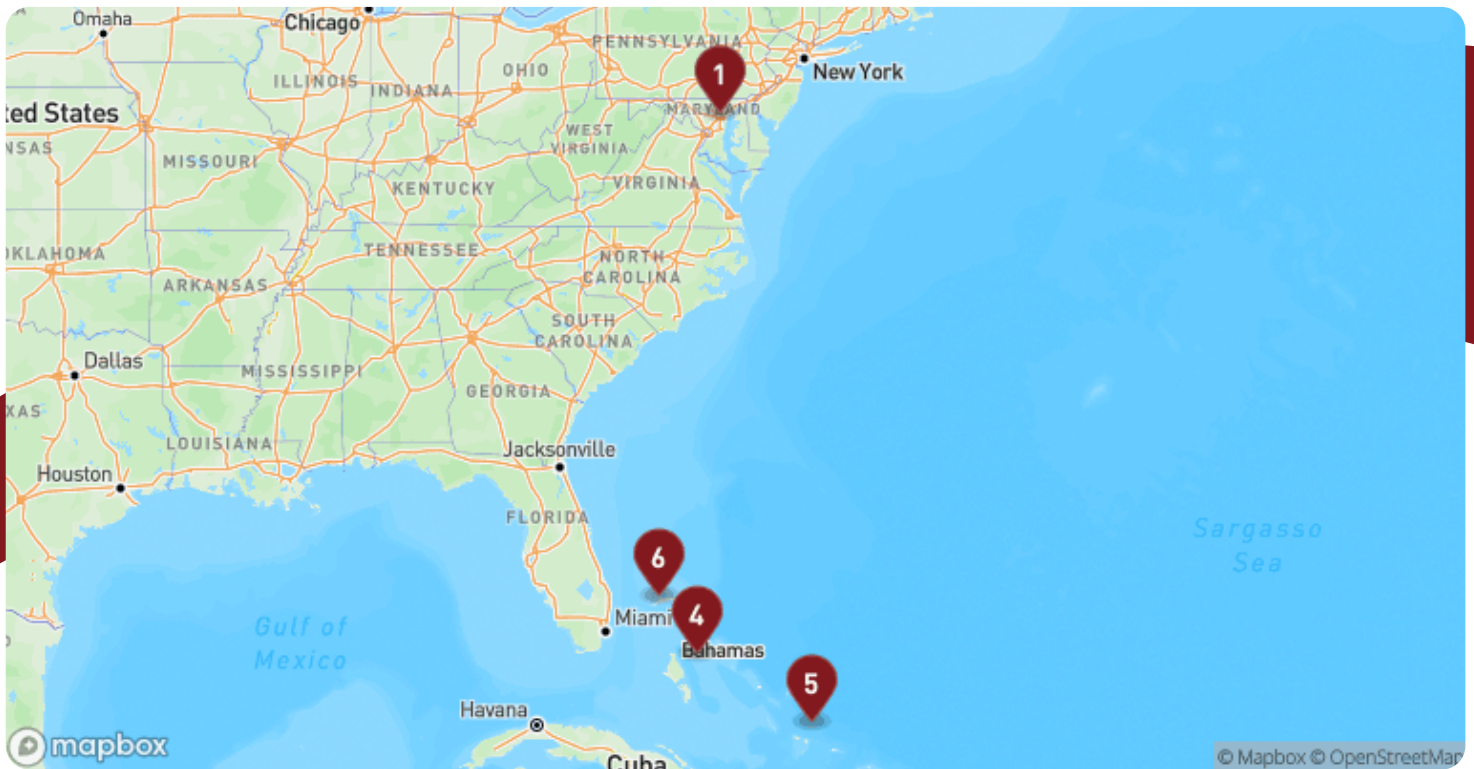 Omaha
Chicago
PENNSYLVANIA
New York
OHIO
ILLINOIS
INDIANA
1
MARYLAND
ted States
WEST
VIRGINIA
NSAS
MISSOURI
KENTUCKY
VIRGINIA
OKLAHOMA
TENNESSEE
NORTH
CAROLINA
ARKANSAS
SOUTH
CAROLINA
Dallas
MISSISSIPPI
GEORGIA
XAS
LOUISIANA
Jacksonville
Houston
FLORIDA
Sargasso
Sea
6
Gulf of
Mexico
Miami
4
Bahamas
5
Havana
Cuba
mapbox
© Mapbox © OpenStreetMap